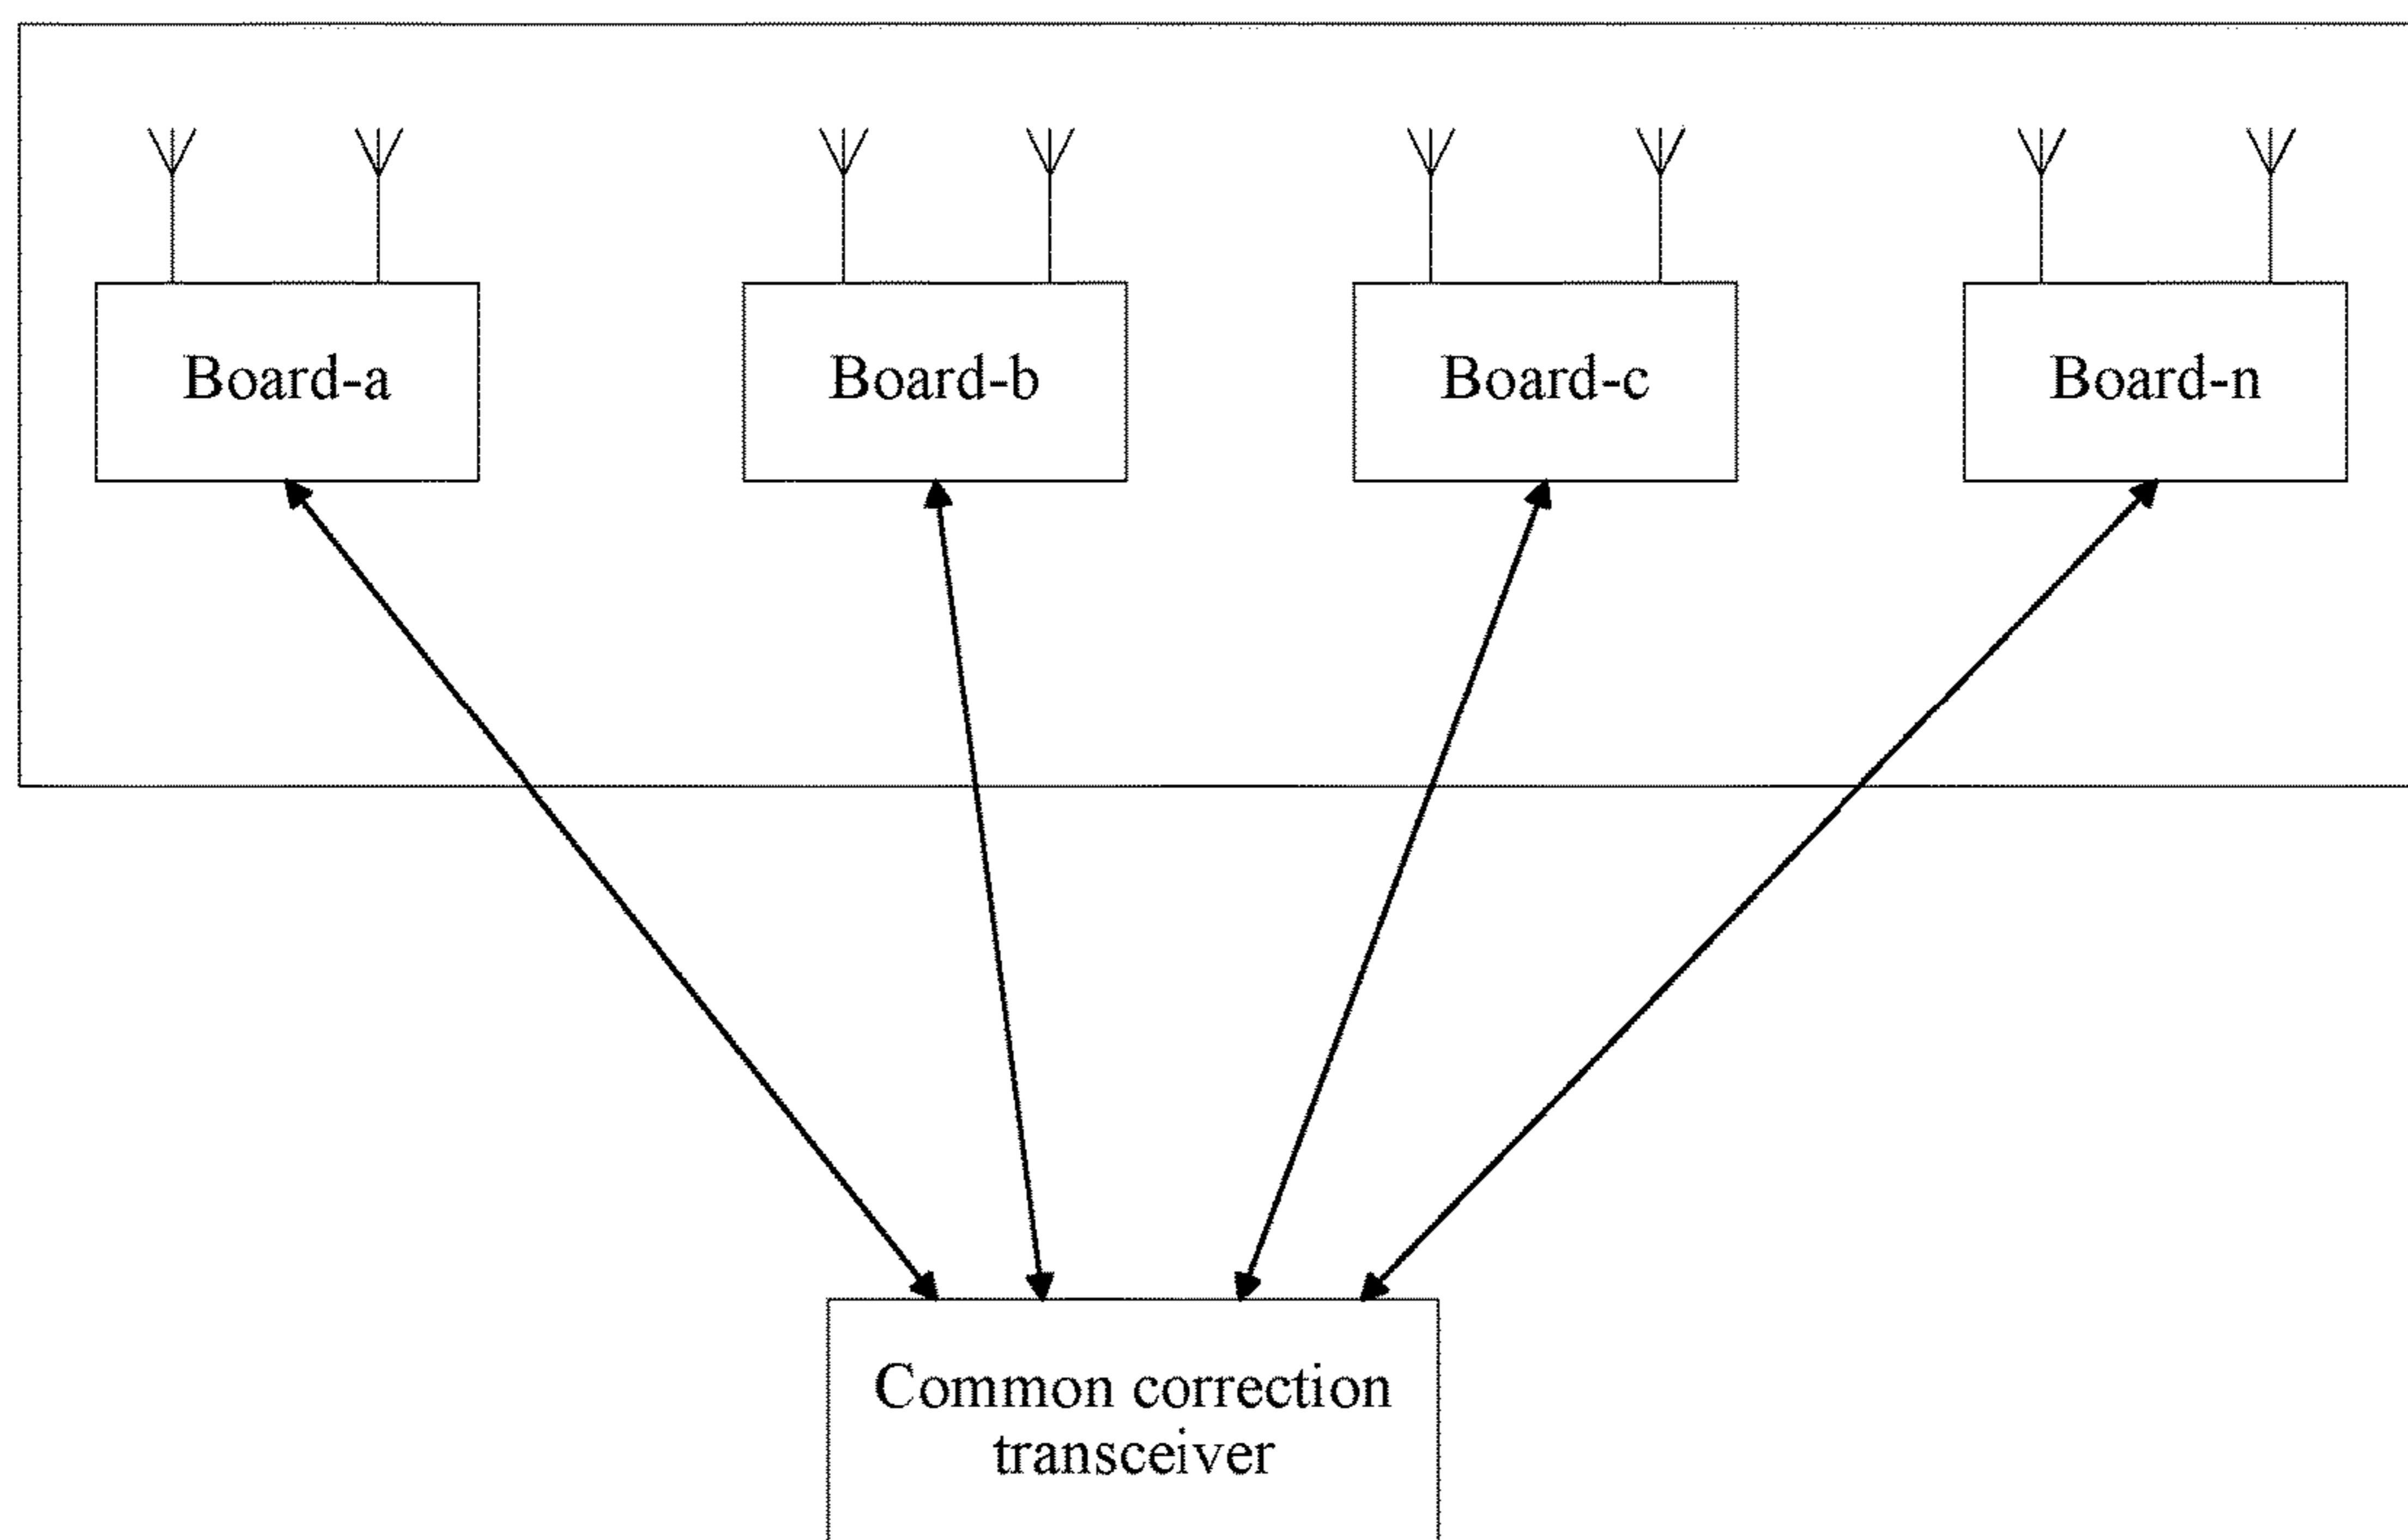 Board-a
Board-b
Board-c
Board-n
Common correction
transceiver